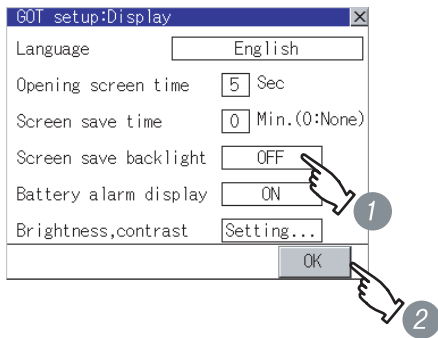 GOT setup:Display
Language English
Opening screen time 5 Sec
Screen save time 0 Min.(0:None)
Screen save backlight OFF
Battery alarm display ON
1
Brightness,contrast Setting...
OK
2